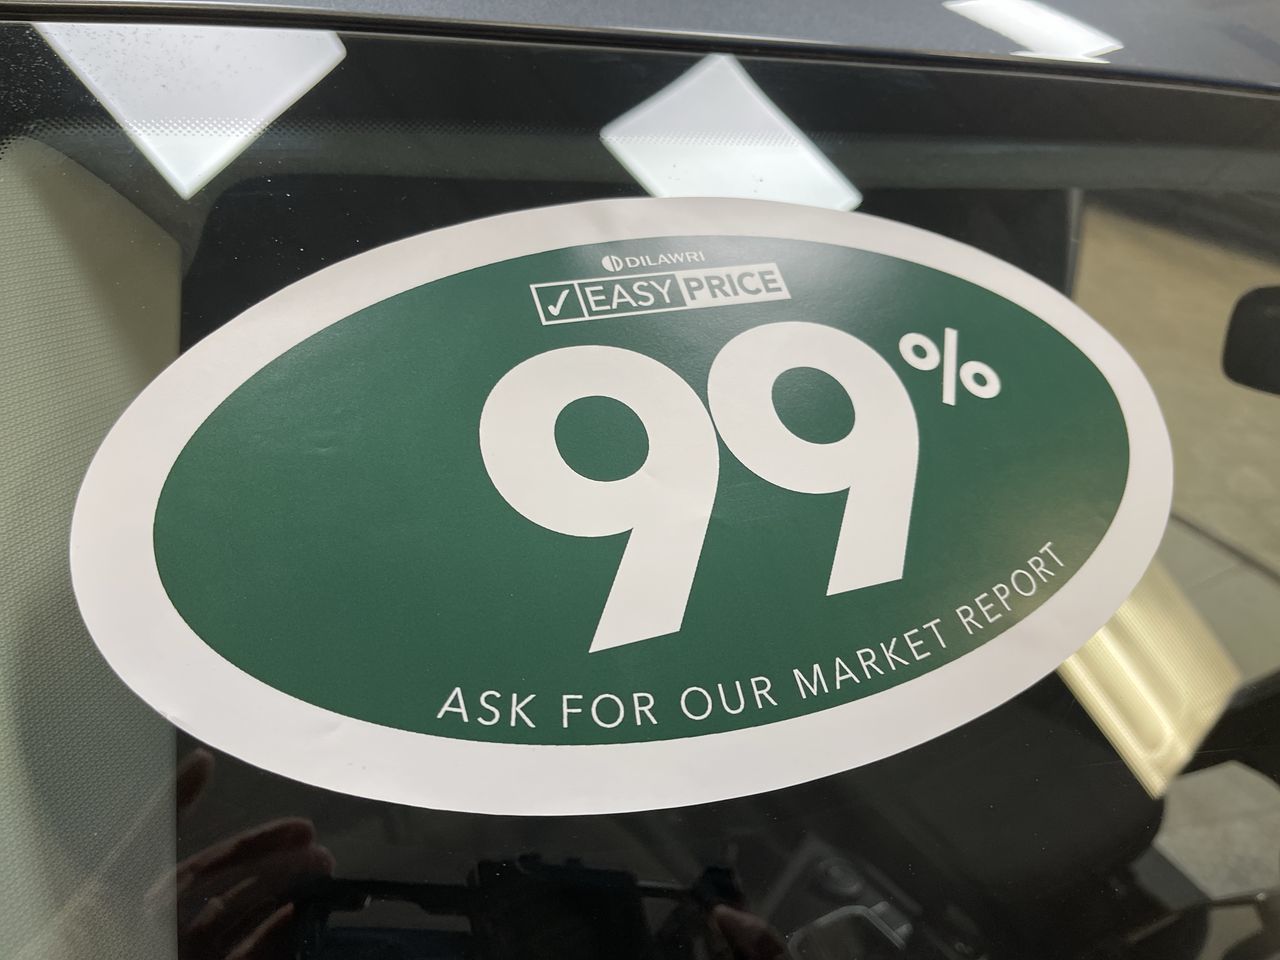 DILAWRI
✓ EASY PRICE
99%
ASK FOR OUR MARKET REPORT